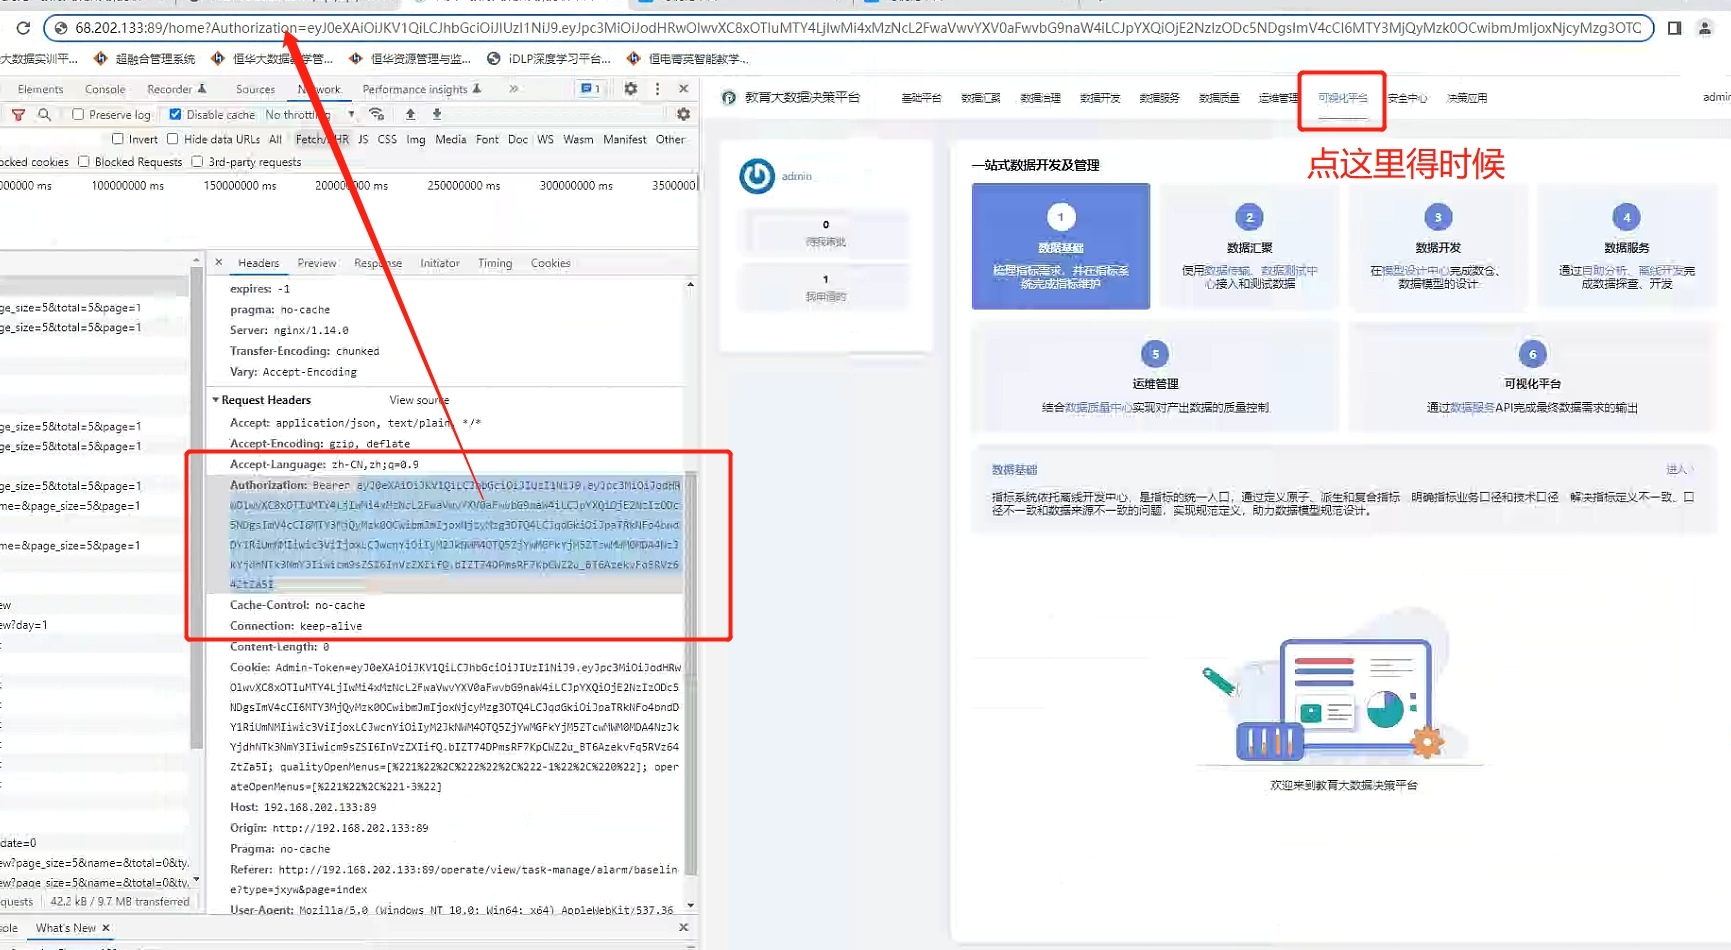 68.202.133:89/home?Authorization=eyJ0eXAiOiJKV1QiLCJhbGciOiJIUzI1NiJ9.eyJpc3MiOiJodHRwOlwvXC8xOTIuMTY4LjIwMi4xMzNcL2FwaVwvYXV0aFwvbG9naW4iLCJpYXQiOjE2NzIzODc5NDgsImV4cCI6MTY3MjQyMzk0OCwibmJmIjoxNjcyMzg3OTQ
大数据实训平...
超融合管理系统
恒华大数据教学管...
恒华资源管理与监...
iDLP深度学习平台...
恒电菁英智能教学...
Elements
Console
Recorder
Sources
Network
Performance insights
1
Preserve log
Disable cache
No throttling
Invert
Hide data URLs
All
Fetch/XHR
JS
CSS
Img
Media
Font
Doc
WS
Wasm
Manifest
Other
ocked cookies
Blocked Requests
3rd-party requests
000000 ms
100000000 ms
150000000 ms
200000000 ms
250000000 ms
300000000 ms
3500000
ge_size=5&total=5&page=1
ge_size=5&total=5&page=1
ge_size=5&total=5&page=1
ge_size=5&total=5&page=1
ge_size=5&total=5&page=1
me=&page_size=5&page=1
me=&page_size=5&page=1
ew
ew?day=1
date=0
ew?page_size=5&name=&total=0&ty.
ew?page_size=5&name=&total=0&ty.
quests
42.2 kB / 9.7 MB transferred
sole
What's New
Headers
Preview
Response
Initiator
Timing
Cookies
expires: -1
pragma: no-cache
Server: nginx/1.14.0
Transfer-Encoding: chunked
Vary: Accept-Encoding
Request Headers
View source
Accept: application/json, text/plain, */*
Accept-Encoding: gzip, deflate
Accept-Language: zh-CN,zh;q=0.9
Authorization: Bearer
Cache-Control: no-cache
Connection: keep-alive
Content-Length: 0
Cookie: Admin-Token=eyJ0eXAiOiJKV1QiLCJhbGciOiJIUzI1NiJ9.eyJpc3MiOiJodHRw
OlwvXC8xOTIuMTY4LjIwMi4xMzNcL2FwaVwvYXV0aFwvbG9naW4iLCJpYXQiOjE2NzIzODc5
ZtZa5I; qualityOpenMenus=[%221%22%2C%222%22%2C%222-1%22%2C%220%22]; oper
ateOpenMenus=[%221%22%2C%221-3%22]
Host: 192.168.202.133:89
Origin: http://192.168.202.133:89
Pragma: no-cache
Referer: http://192.168.202.133:89/operate/view/task-manage/alarm/baselin
e?type=jxyw&page=index
User-Agent: Mozilla/5.0 (Windows NT 10.0; Win64; x64) AppleWebKit/537.36
教育大数据决策平台
基础平台
数据汇聚
数据治理
数据开发
数据服务
数据质量
运维管理
可视化平台
安全中心
决策应用
admin
点这里得时候
admin
0
待我审批
1
我申请的
一站式数据开发及管理
1
数据基础
梳理指标需求，并在指标系
统完成指标维护
2
数据汇聚
使用数据传输、数据测试中
心接入和测试数据
3
数据开发
在模型设计中心完成数仓、
数据模型的设计
4
数据服务
通过自助分析、离线开发完
成数据探查、开发
5
运维管理
结合数据质量中心实现对产出数据的质量控制
6
可视化平台
通过数据服务API完成最终数据需求的输出
数据基础
进入
指标系统依托离线开发中心，是指标的统一入口，通过定义原子、派生和复合指标，明确指标业务口径和技术口径，解决指标定义不一致、口
径不一致和数据来源不一致的问题，实现规范定义，助力数据模型规范设计。
欢迎来到教育大数据决策平台